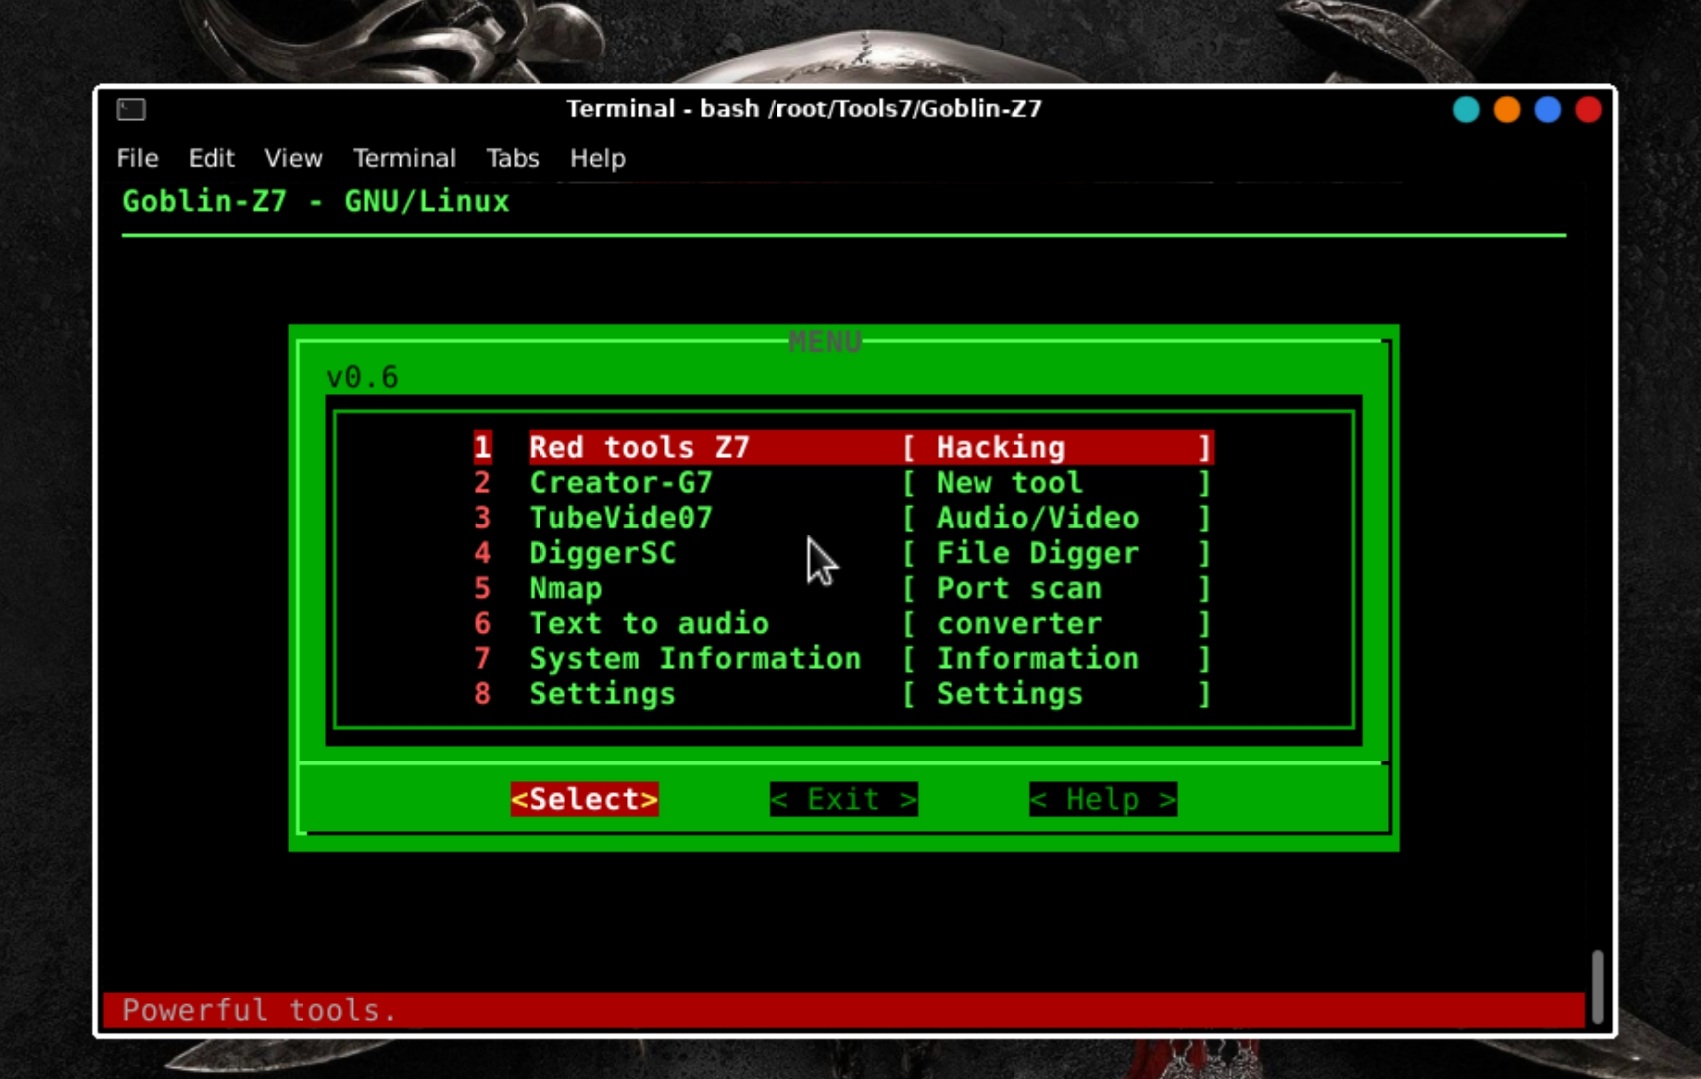 Terminal - bash /root/Tools7/Goblin-Z7
File Edit View Terminal Tabs Help
Goblin-Z7 - GNU/Linux
MENU
v0.6
1 Red tools Z7 [ Hacking ]
2 Creator-G7 [ New tool ]
3 TubeVide07 [ Audio/Video ]
4 DiggerSC [ File Digger ]
5 Nmap [ Port scan ]
6 Text to audio [ converter ]
7 System Information [ Information ]
8 Settings [ Settings ]
<Select> < Exit > < Help >
Powerful tools.